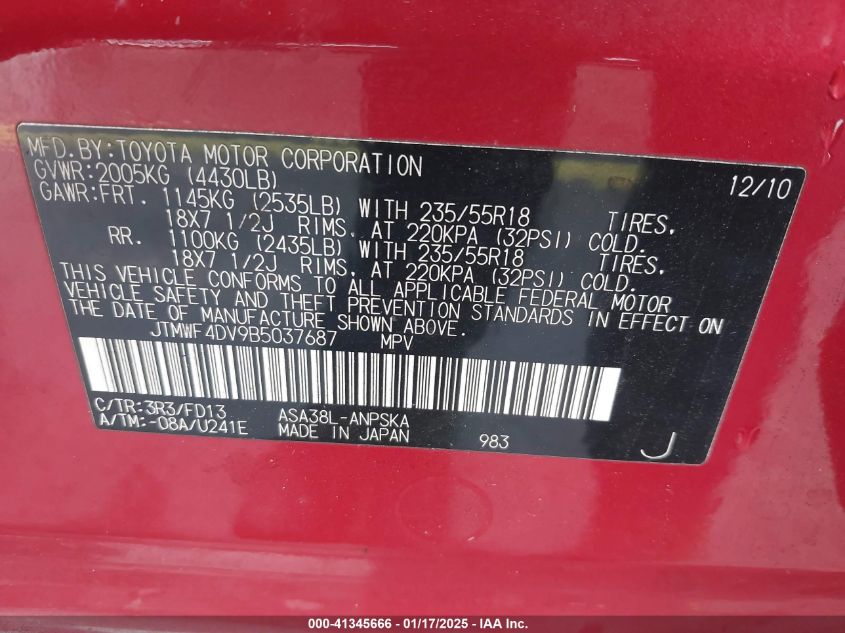 MFD. BY: TOYOTA MOTOR CORPORATION 12/10
GVWR: 2005KG (4430LB)
GAWR: FRT. 1145KG (2535LB) WITH 235/55R18 TIRES.
18X7 1/2J RIMS. AT 220KPA (32PSI) COLD.
RR. 1100KG (2435LB) WITH 235/55R18 TIRES.
18X7 1/2J RIMS. AT 220KPA (32PSI) COLD.
THIS VEHICLE CONFORMS TO ALL APPLICABLE FEDERAL MOTOR
VEHICLE SAFETY AND THEFT PREVENTION STANDARDS IN EFFECT ON
THE DATE OF MANUFACTURE SHOWN ABOVE.
JTMWF4DV9B5037687 MPV
C/TR: 3R3/FD13 ASA38L-ANPSKA
A/TM: -08A/U241E MADE IN JAPAN 983 J
000-41345666 - 01/17/2025 - IAA Inc.